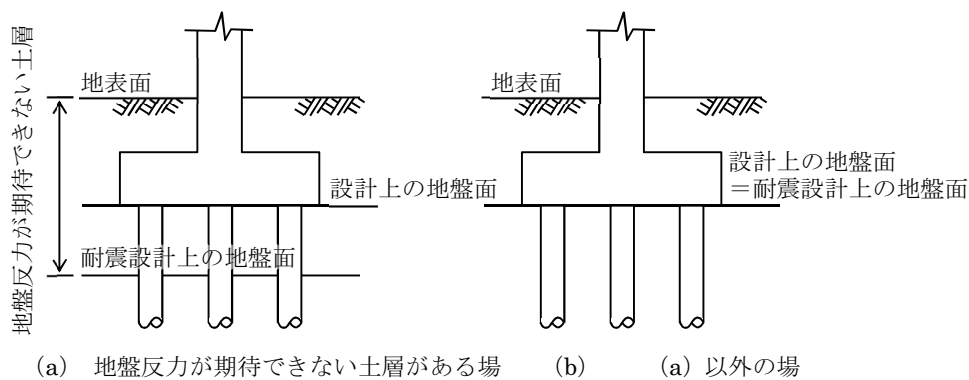 地盤反力が期待できない土層
地表面
設計上の地盤面
耐震設計上の地盤面
地表面
設計上の地盤面
=耐震設計上の地盤面
(a) 地盤反力が期待できない土層がある場
(b) (a) 以外の場